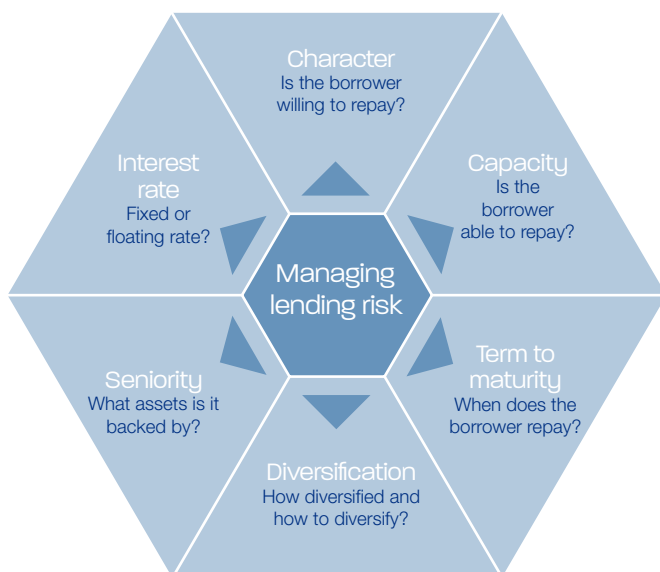 Character
Is the borrower
willing to repay?
Interest
rate
Fixed or
floating rate?
Capacity
Is the
borrower
able to repay?
Managing
lending risk
Seniority
What assets is it
backed by?
Term to
maturity
When does the
borrower repay?
Diversification
How diversified and
how to diversify?